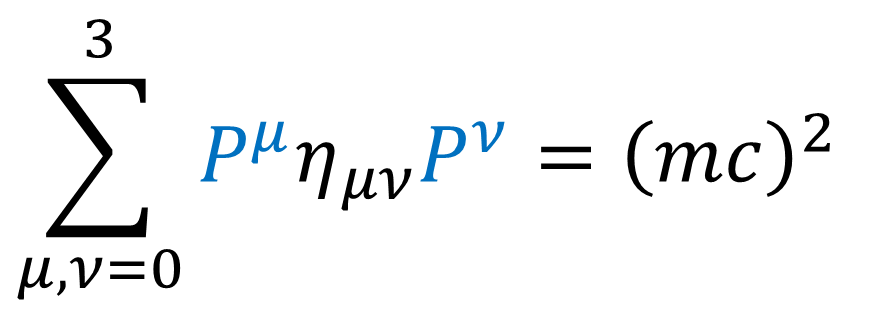 3
∑ P^μ η_μν P^ν = (mc)²
μ,ν=0